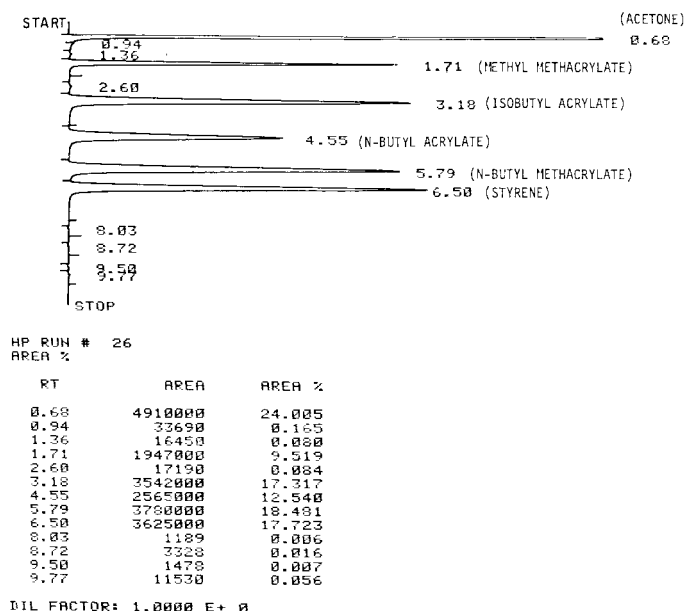 START
(ACETONE)
0.68
0.94
1.36
1.71 (METHYL METHACRYLATE)
2.60
3.18 (ISOBUTYL ACRYLATE)
4.55 (N-BUTYL ACRYLATE)
5.79 (N-BUTYL METHACRYLATE)
6.50 (STYRENE)
8.03
8.72
9.50
9.77
STOP
HP RUN # 26
AREA %
RT AREA AREA %
0.68 4910000 24.005
0.94 33690 0.165
1.36 16450 0.080
1.71 1947000 9.519
2.60 17190 0.084
3.18 3542000 17.317
4.55 2565000 12.540
5.79 3780000 18.481
6.50 3625000 17.723
8.03 1189 0.006
8.72 3328 0.016
9.50 1478 0.007
9.77 11530 0.056
DIL FACTOR: 1.0000 E+ 0